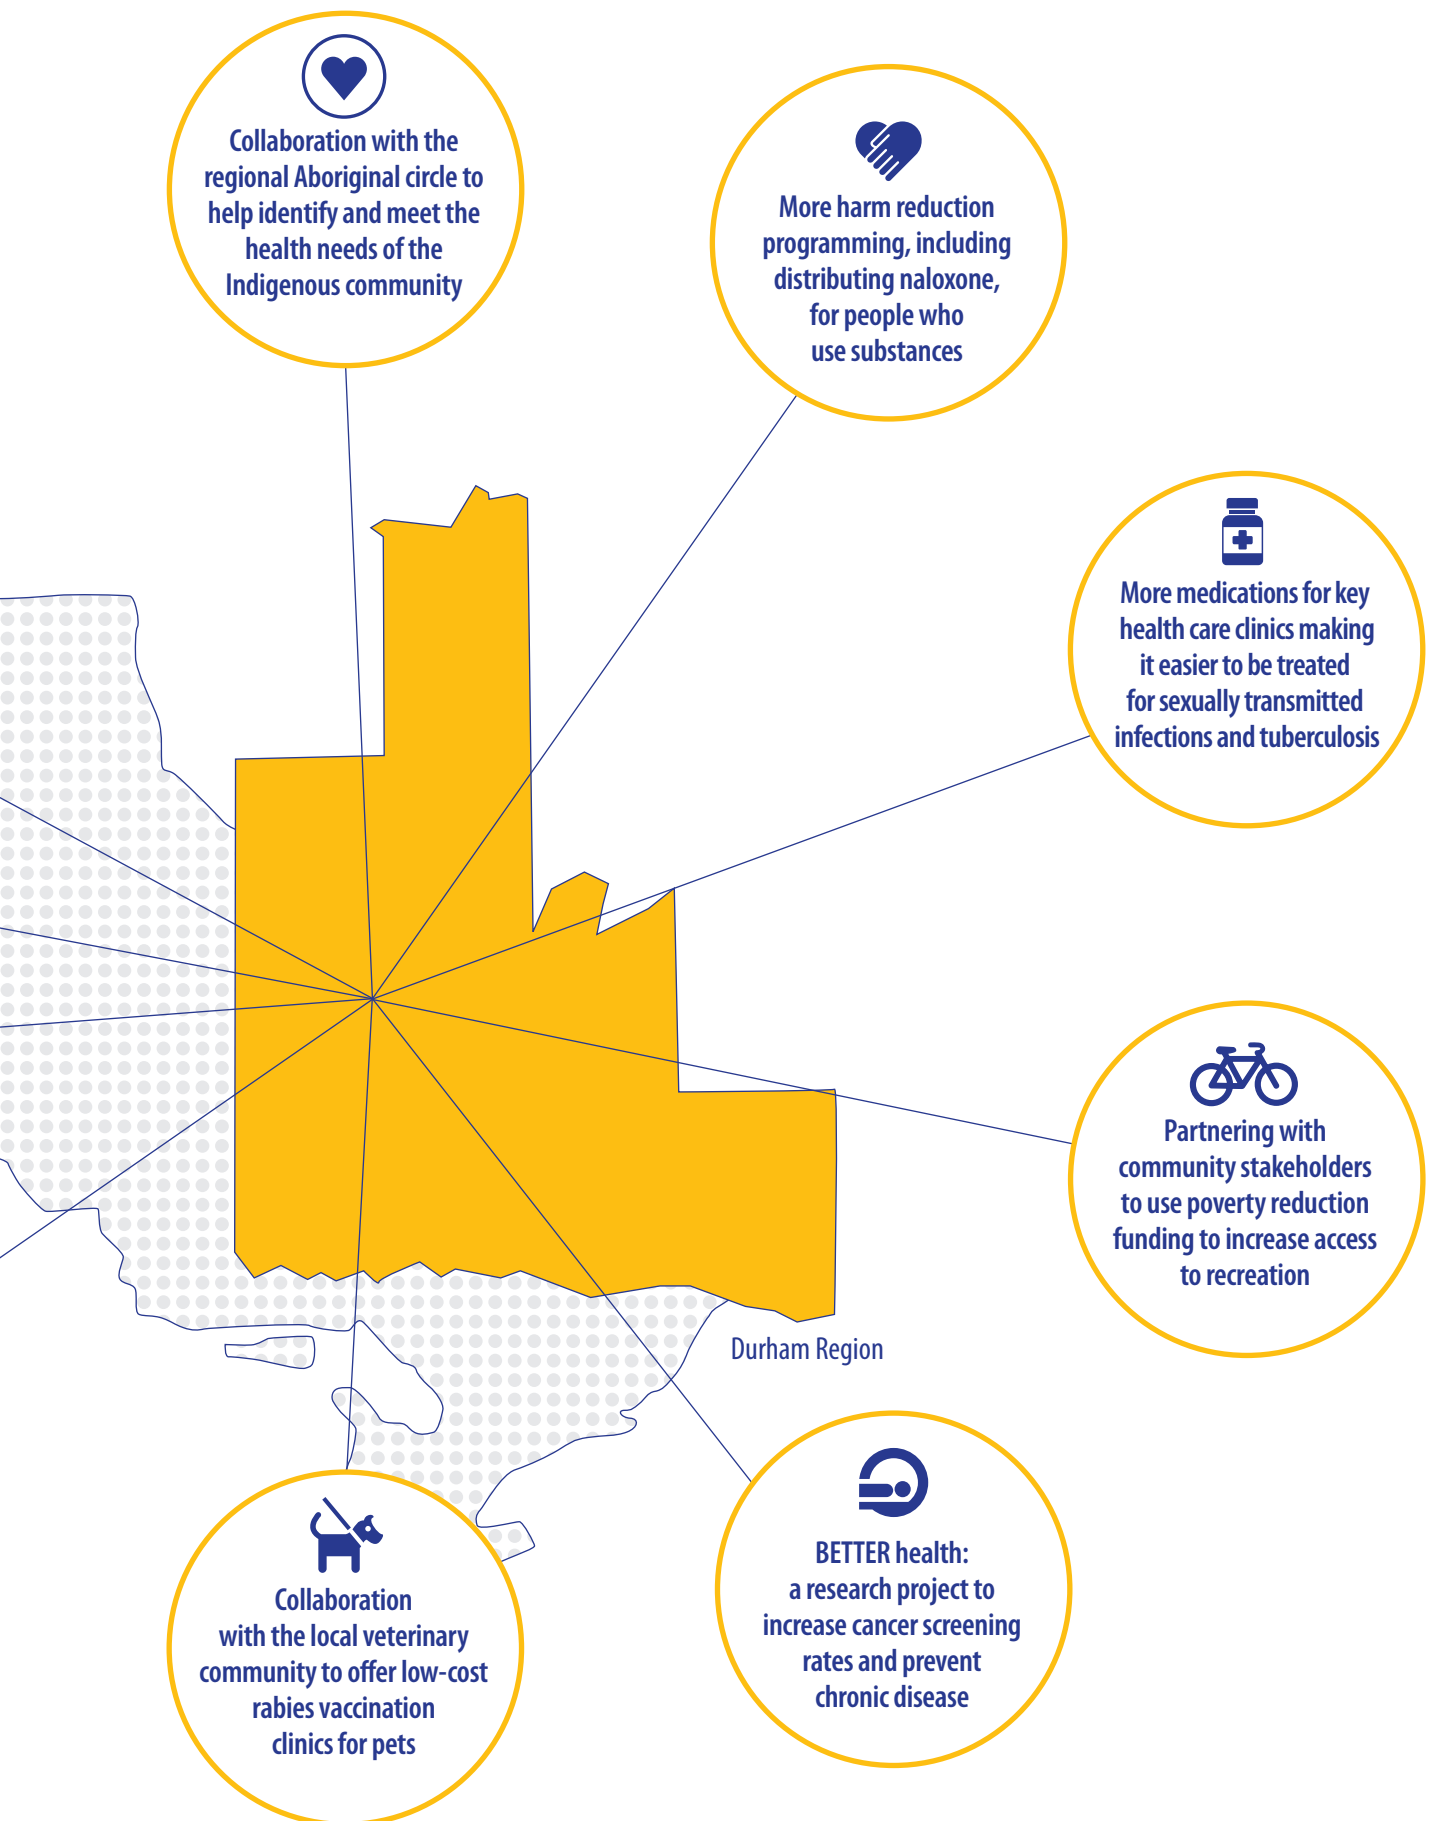 Collaboration with the
regional Aboriginal circle to
help identify and meet the
health needs of the
Indigenous community
More harm reduction
programming, including
distributing naloxone,
for people who
use substances
More medications for key
health care clinics making
it easier to be treated
for sexually transmitted
infections and tuberculosis
Partnering with
community stakeholders
to use poverty reduction
funding to increase access
to recreation
Durham Region
BETTER health:
a research project to
increase cancer screening
rates and prevent
chronic disease
Collaboration
with the local veterinary
community to offer low-cost
rabies vaccination
clinics for pets